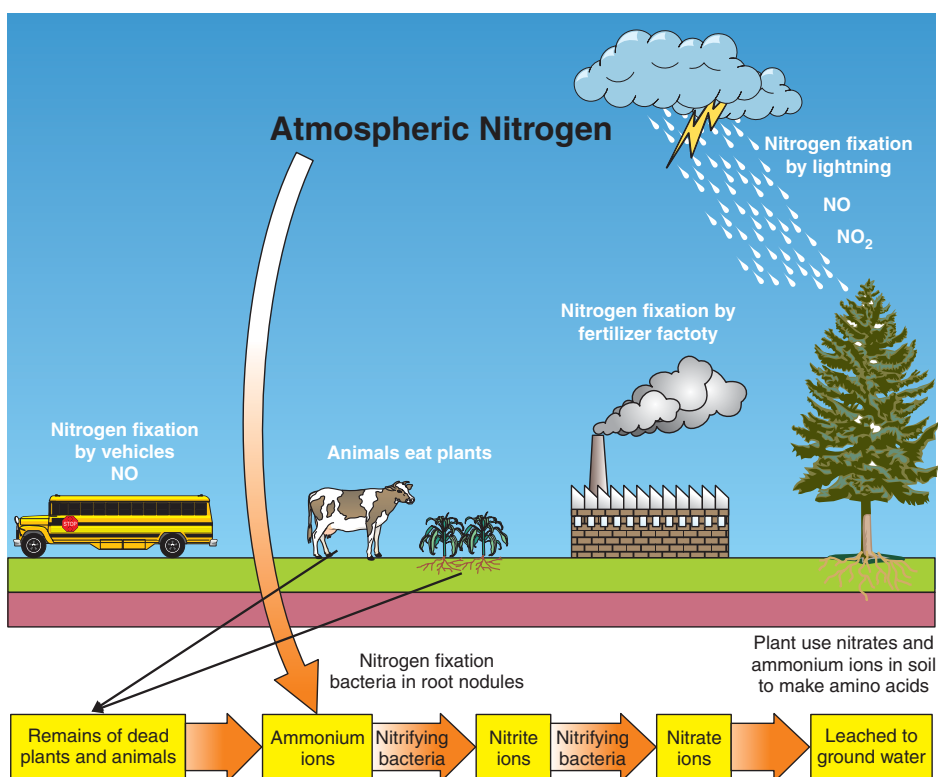 Atmospheric Nitrogen
Nitrogen fixation
by lightning
NO
NO₂
Nitrogen fixation by
fertilizer factoty
Nitrogen fixation
by vehicles
NO
STOP
Animals eat plants
Nitrogen fixation
bacteria in root nodules
Plant use nitrates and
ammonium ions in soil
to make amino acids
Remains of dead
plants and animals
Ammonium
ions
Nitrifying
bacteria
Nitrite
ions
Nitrifying
bacteria
Nitrate
ions
Leached to
ground water